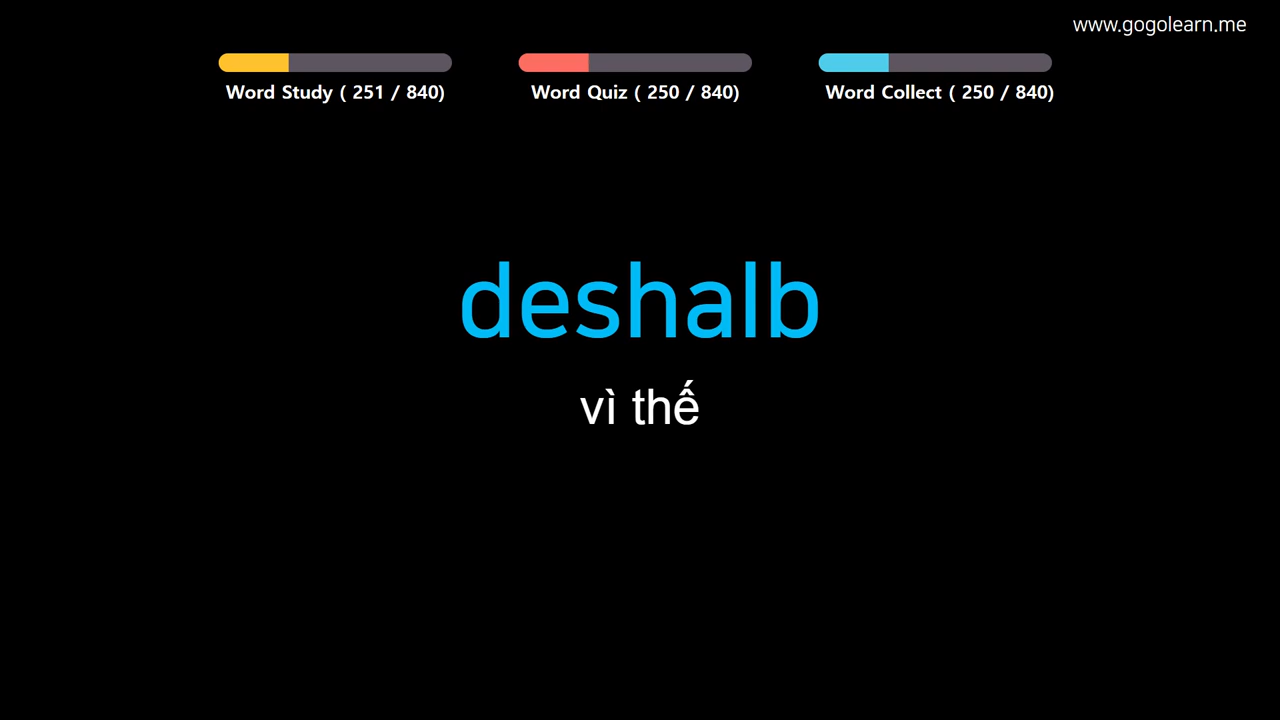 www.gogolearn.me
Word Study ( 251 / 840)
Word Quiz ( 250 / 840)
Word Collect ( 250 / 840)
deshalb
vì thế